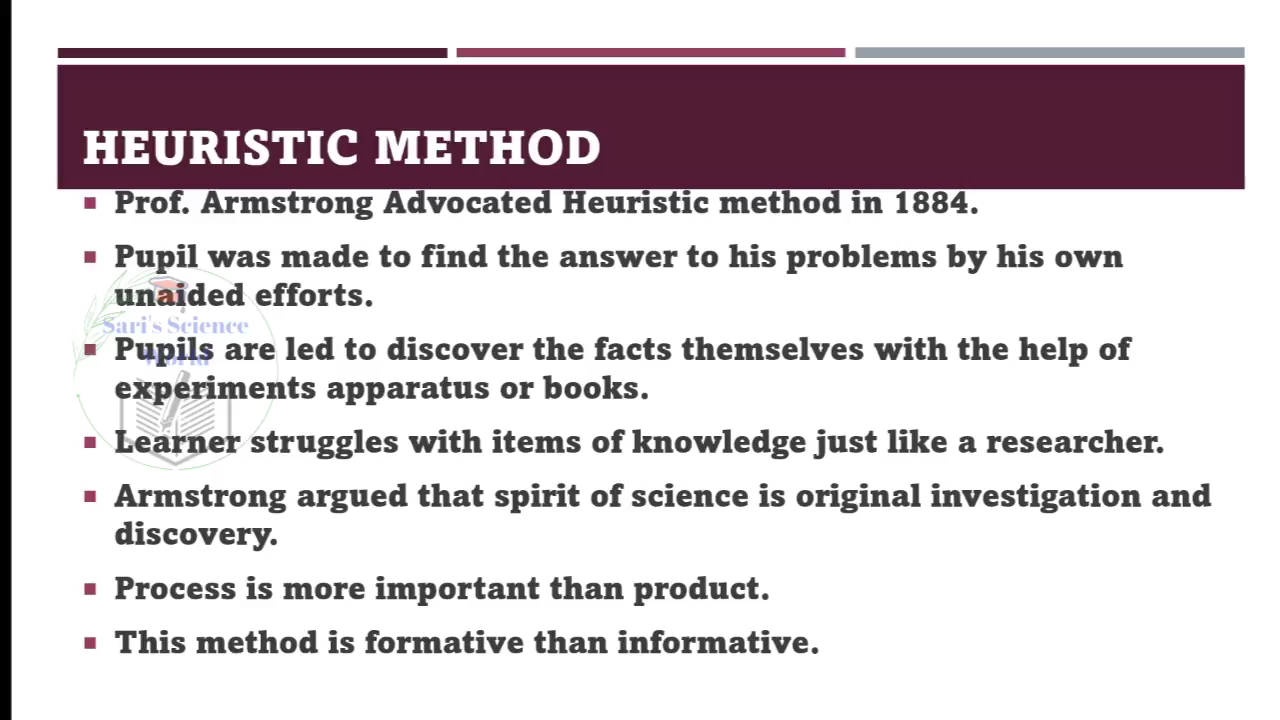 HEURISTIC METHOD
Prof. Armstrong Advocated Heuristic method in 1884.
Pupil was made to find the answer to his problems by his own
unaided efforts.
Sari's Science
World
Pupils are led to discover the facts themselves with the help of
experiments apparatus or books.
Learner struggles with items of knowledge just like a researcher.
Armstrong argued that spirit of science is original investigation and
discovery.
Process is more important than product.
This method is formative than informative.